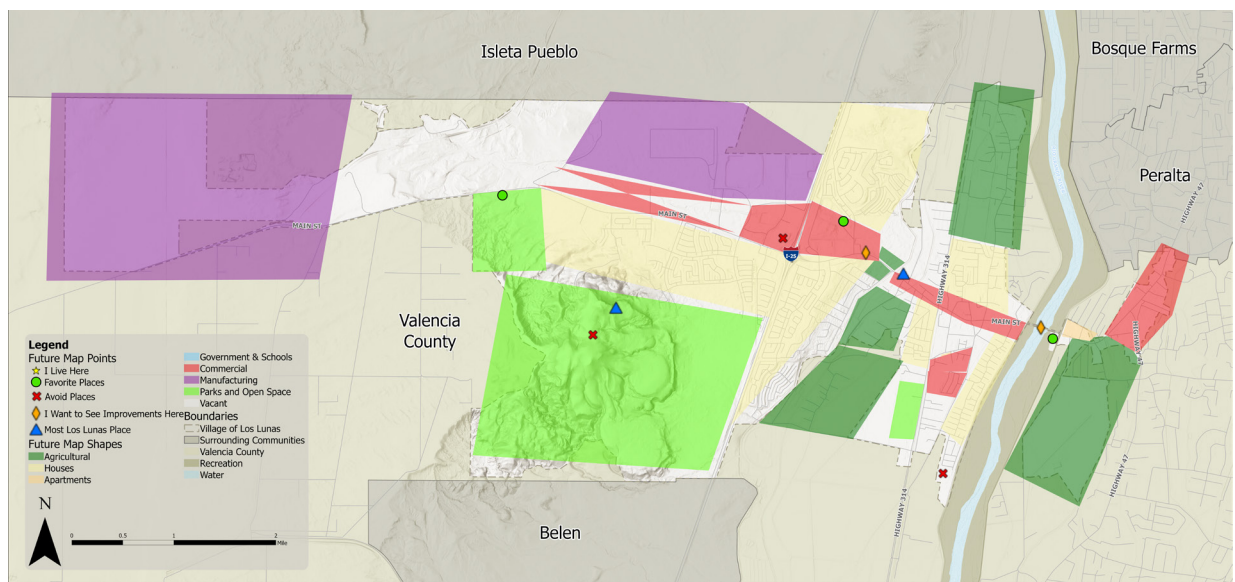 Isleta Pueblo
Bosque Farms
Peralta
HIGHWAY 47
MAIN ST
MAIN ST
I-25
HIGHWAY 314
MAIN ST
HIGHWAY 47
Valencia
County
HIGHWAY 47
HIGHWAY 314
Belen
Legend
Future Map Points
I Live Here
Favorite Places
Avoid Places
I Want to See Improvements Here
Most Los Lunas Place
Future Map Shapes
Agricultural
Houses
Apartments
Government & Schools
Commercial
Manufacturing
Parks and Open Space
Vacant
Boundaries
Village of Los Lunas
Surrounding Communities
Valencia County
Recreation
Water
N
0 0.5 1 2
Mile